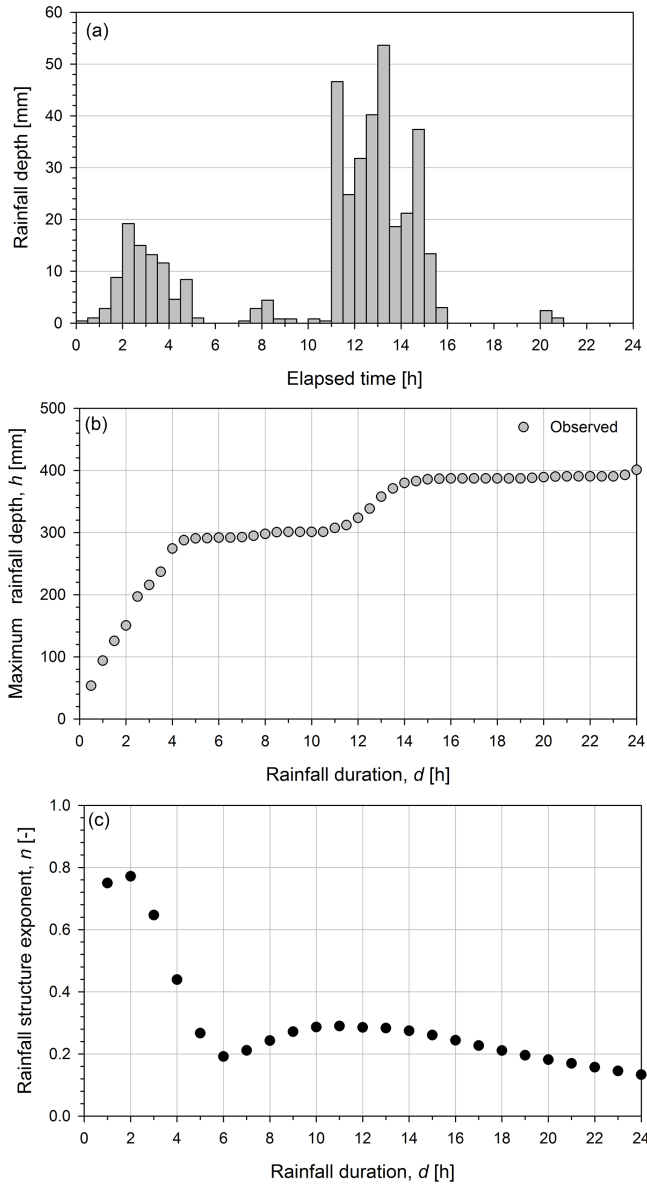 (a)
Rainfall depth [mm]
60
50
40
30
20
10
0
0 2 4 6 8 10 12 14 16 18 20 22 24
Elapsed time [h]
(b)
Observed
Maximum rainfall depth, h [mm]
500
400
300
200
100
0
0 2 4 6 8 10 12 14 16 18 20 22 24
Rainfall duration, d [h]
(c)
Rainfall structure exponent, n [-]
1.0
0.8
0.6
0.4
0.2
0.0
0 2 4 6 8 10 12 14 16 18 20 22 24
Rainfall duration, d [h]